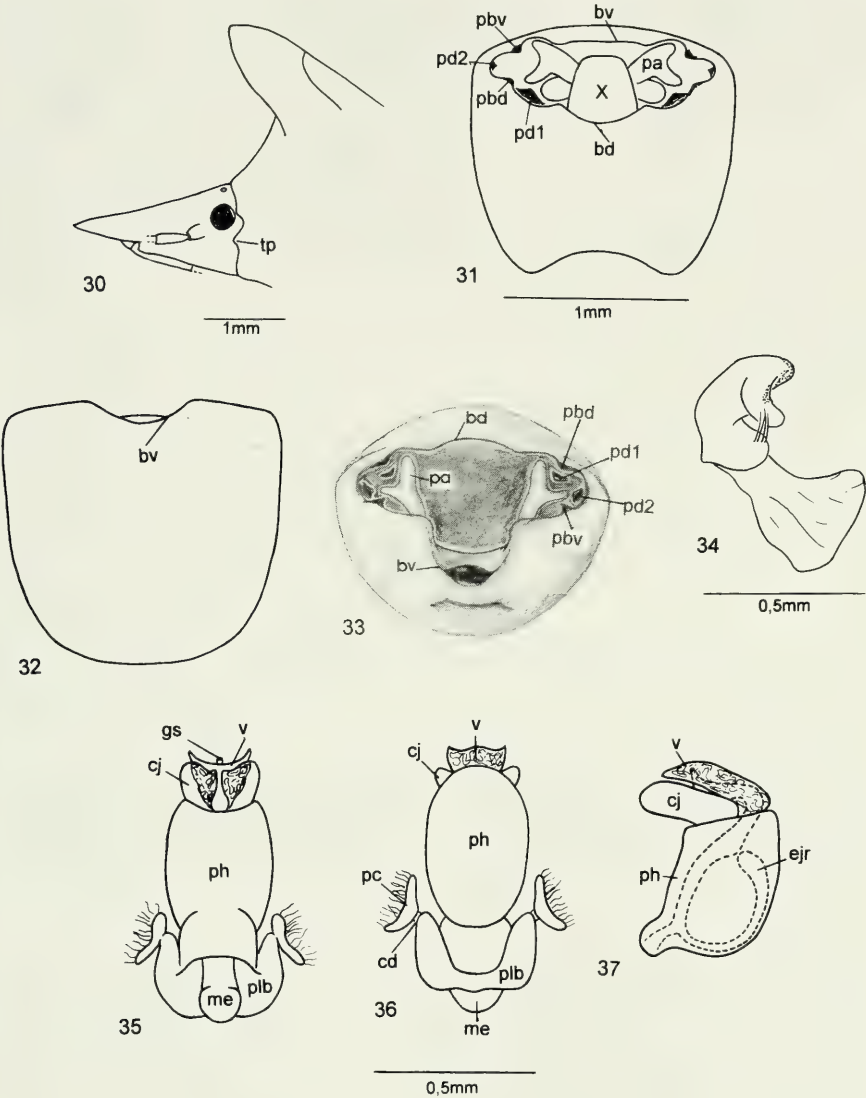 tp
30
1mm
pbv
bv
pd2
pa
pbd
X
pd1
bd
31
1mm
bv
32
bd
pbd
pd1
pa
pd2
pbv
bv
33
34
0,5mm
gs
v
cj
ph
plb
me
35
v
cj
ph
pc
cd
plb
me
36
0,5mm
v
cj
ph
ejr
37